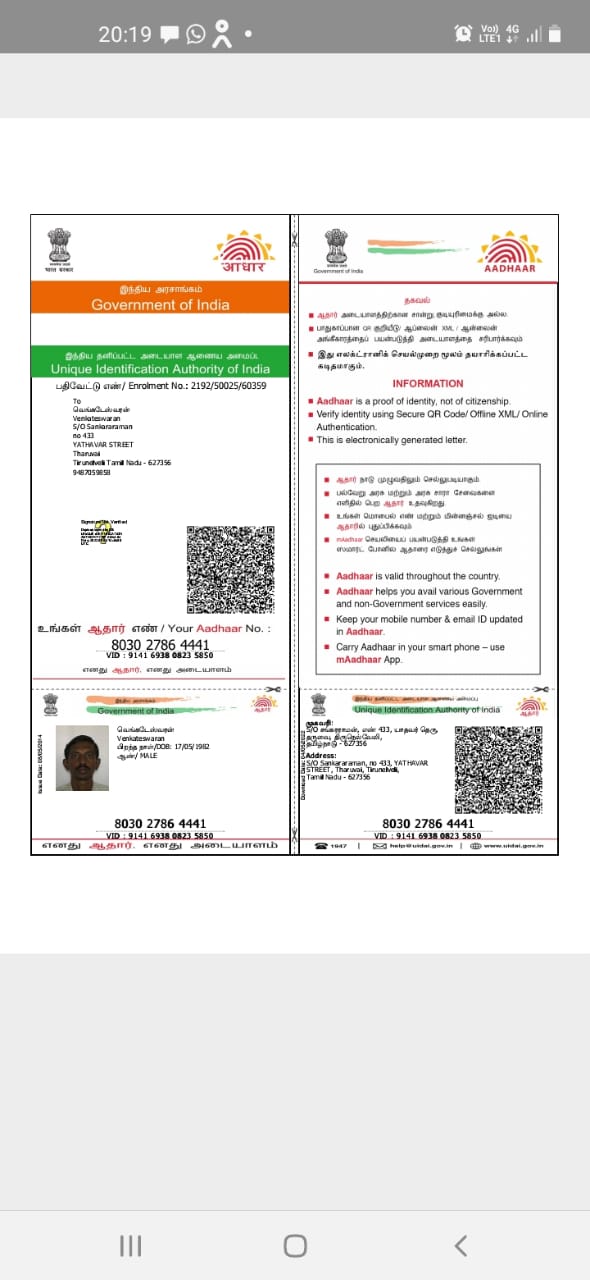 20:19
Vo)) 4G
LTE1
भारत सरकार
आधार
இந்திய அரசாங்கம்
Government of India
இந்திய தனிப்பட்ட அடையாள ஆணைய அமைப்பு
Unique Identification Authority of India
பதிவேட்டு எண்/ Enrolment No.: 2192/50025/60359
To
வெங்கடேஸ்வரன்
Venkateswaran
S/O Sankararaman
no 433
YATHAVAR STREET
Tharuvai
Tirunelveli Tamil Nadu - 627356
9487059858
Signature Not Verified
உங்கள் ஆதார் எண் / Your Aadhaar No. :
8030 2786 4441
VID : 9141 6938 0823 5850
எனது ஆதார், எனது அடையாளம்
Government of India
AADHAAR
தகவல்
ஆதார் அடையாளத்திற்கான சான்று, குடியுரிமைக்கு அல்ல.
பாதுகாப்பான QR குறியீடு/ ஆப்லைன் XML / ஆன்லைன்
அங்கீகாரத்தைப் பயன்படுத்தி அடையாளத்தை சரிபார்க்கவும்
இது எலக்ட்ரானிக் செயல்முறை மூலம் தயாரிக்கப்பட்ட
கடிதமாகும்.
INFORMATION
Aadhaar is a proof of identity, not of citizenship.
Verify identity using Secure QR Code/ Offline XML/ Online
Authentication.
This is electronically generated letter.
ஆதார் நாடு முழுவதிலும் செல்லுபடியாகும்
பல்வேறு அரசு மற்றும் அரசு சாரா சேவைகளை
எளிதில் பெற ஆதார் உதவுகிறது
உங்கள் மொபைல் எண் மற்றும் மின்னஞ்சல் ஐடியை
ஆதாரில் புதுப்பிக்கவும்
mAadhaar செயலியைப் பயன்படுத்தி உங்கள்
ஸ்மார்ட் போனில் ஆதாரை எடுத்துச் செல்லுங்கள்
Aadhaar is valid throughout the country.
Aadhaar helps you avail various Government
and non-Government services easily.
Keep your mobile number & email ID updated
in Aadhaar.
Carry Aadhaar in your smart phone – use
mAadhaar App.
இந்திய அரசாங்கம்
Government of India
ஆதார்
வெங்கடேஸ்வரன்
Venkateswaran
பிறந்த நாள்/DOB: 17/05/1982
ஆண்/ MALE
8030 2786 4441
VID : 9141 6938 0823 5850
எனது ஆதார், எனது அடையாளம்
Unique Identification Authority of India
ஆதார்
முகவரி:
S/O சங்கரராமன், எண் 433, யாதவர் தெரு,
தருவை, திருநெல்வேலி,
தமிழ்நாடு - 627356
Address:
S/O Sankararaman, no 433, YATHAVAR
STREET, Tharuvai, Tirunelveli,
Tamil Nadu - 627356
8030 2786 4441
VID : 9141 6938 0823 5850
1947 | help@uidai.gov.in | www.uidai.gov.in